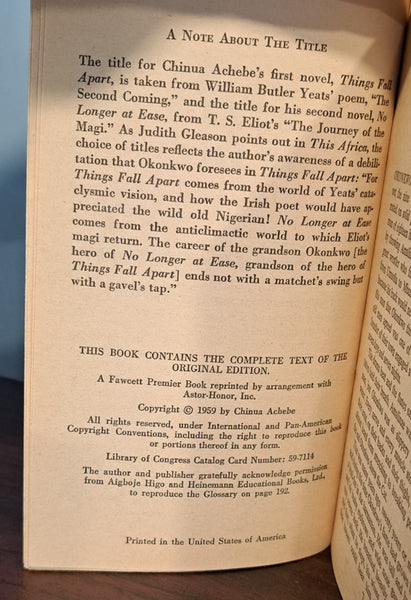 A Note About The Title
The title for Chinua Achebe's first novel, Things Fall
Apart, is taken from William Butler Yeats' poem, "The
Second Coming," and the title for his second novel, No
Longer at Ease, from T. S. Eliot's "The Journey of the
Magi." As Judith Gleason points out in This Africa, the
choice of titles reflects the author's awareness of a debili-
tation that Okonkwo foresees in Things Fall Apart: "For
Things Fall Apart comes from the world of Yeats' cata-
clysmic vision, and how the Irish poet would have ap-
preciated the wild old Nigerian! No Longer at Ease
comes from the anticlimactic world to which Eliot's
magi return. The career of the grandson Okonkwo [the
hero of No Longer at Ease, grandson of the hero of
Things Fall Apart] ends not with a matchet's swing but
with a gavel's tap."
THIS BOOK CONTAINS THE COMPLETE TEXT OF THE
ORIGINAL EDITION.
A Fawcett Premier Book reprinted by arrangement with
Astor-Honor, Inc.
Copyright © 1959 by Chinua Achebe
All rights reserved, under International and Pan-American
Copyright Conventions, including the right to reproduce this book
or portions thereof in any form.
Library of Congress Catalog Card Number: 59-7114
The author and publisher gratefully acknowledge permission
from Aigboje Higo and Heinemann Educational Books, Ltd.,
to reproduce the Glossary on page 192.
Printed in the United States of America